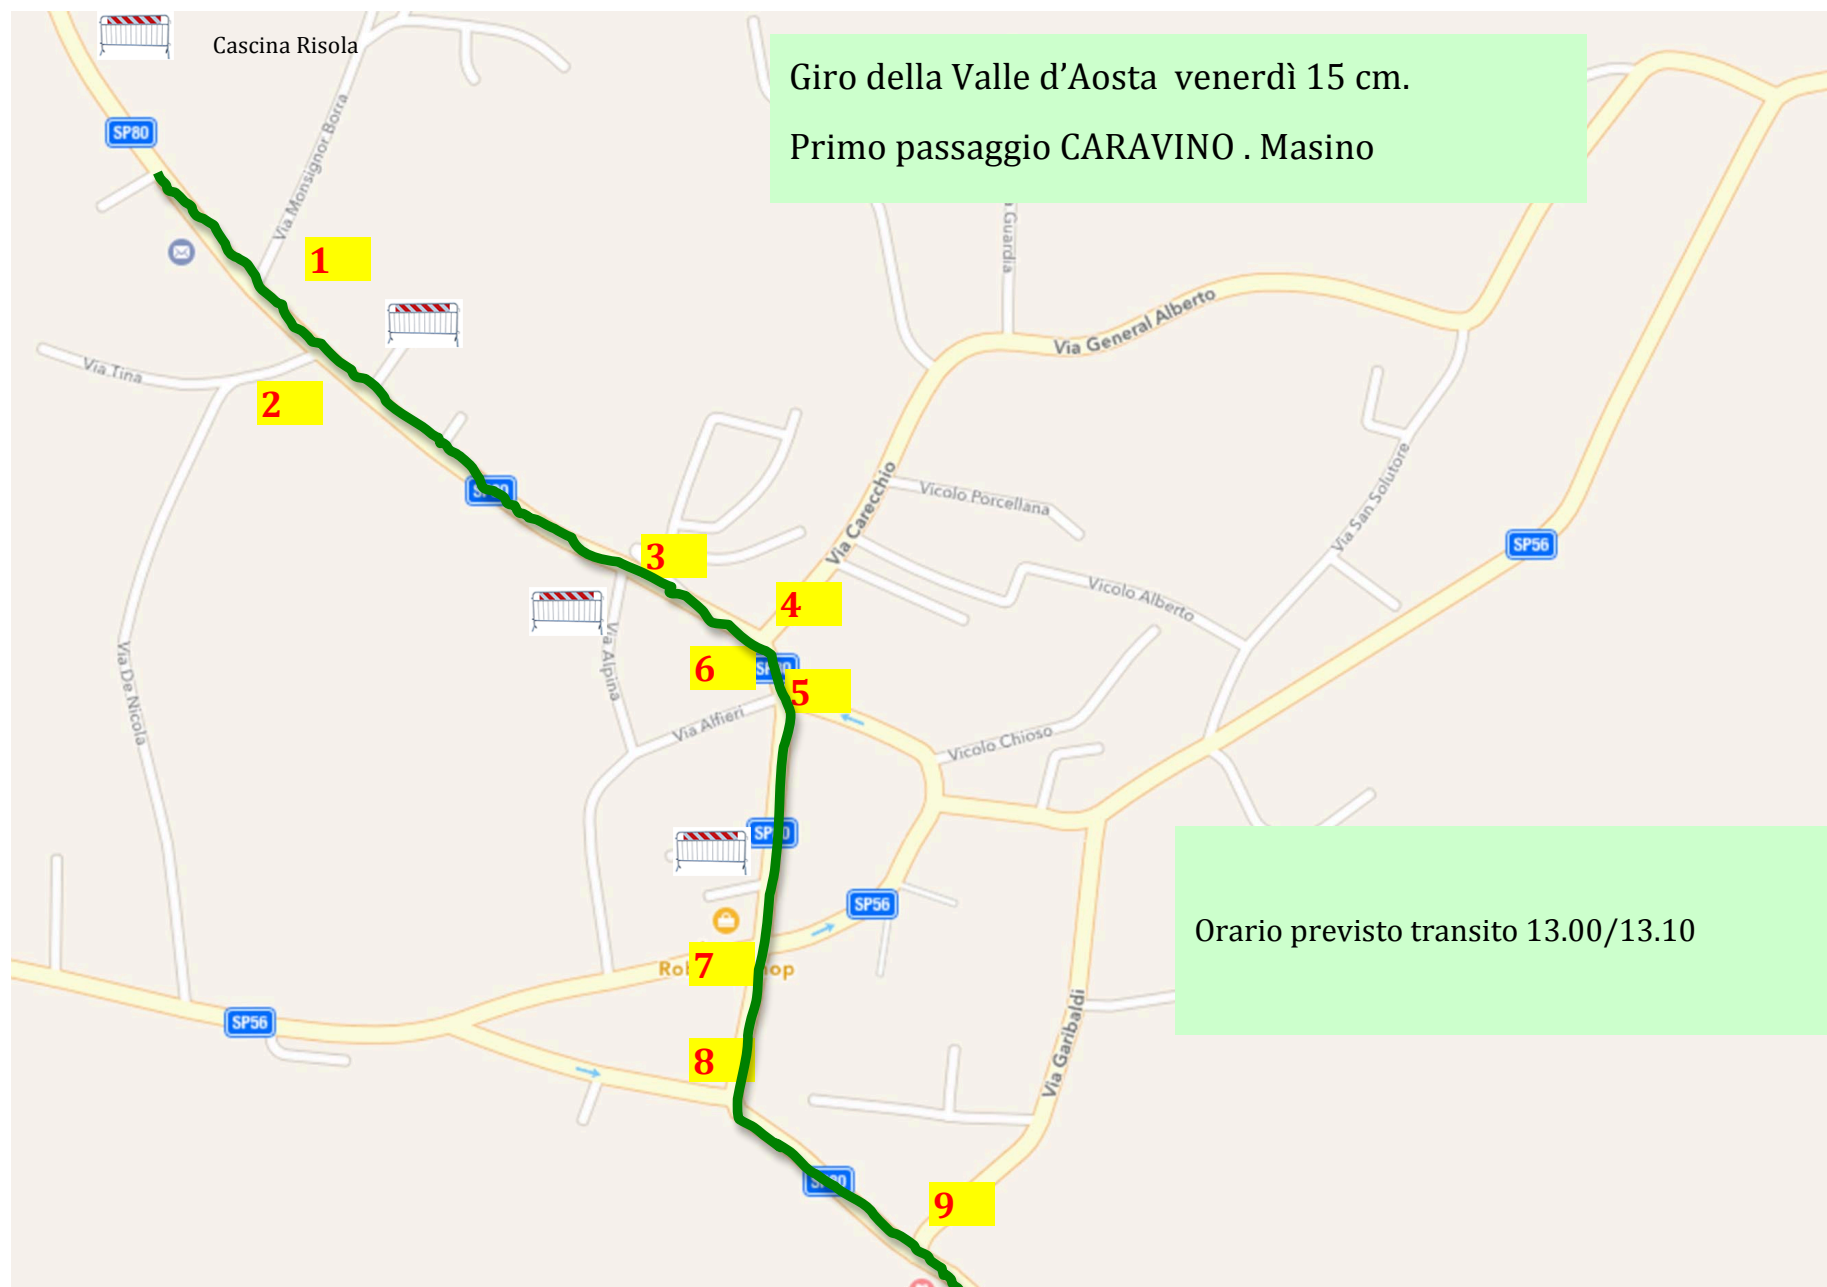 Cascina Risola
Giro della Valle d’Aosta venerdì 15 cm.
Primo passaggio CARAVINO . Masino
SP80
Via Monsignor Borra
1
Guardia
Via General Alberto
Via Tina
2
Via Carecchio
Vicolo Porcellana
Via San Solutore
SP56
3
4
Vicolo Alberto
Via De Nicola
Via Alpina
6
5
Via Alfieri
Vicolo Chioso
SP56
Orario previsto transito 13.00/13.10
7
SP56
8
Via Garibaldi
9